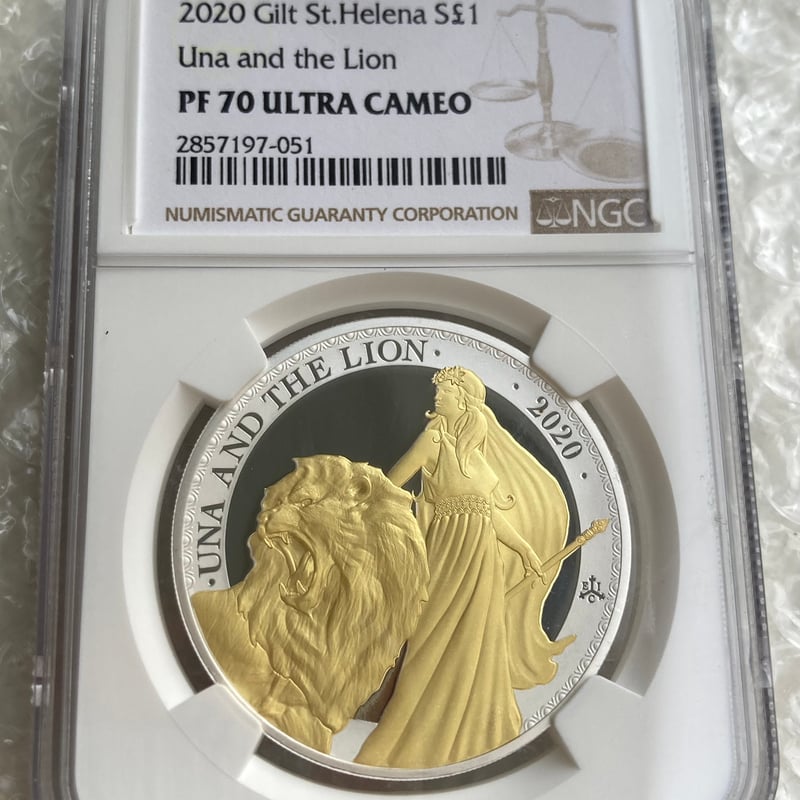 2020 Gilt St.Helena S£1
Una and the Lion
PF 70 ULTRA CAMEO
2857197-051
NUMISMATIC GUARANTY CORPORATION
NGC
·UNA AND THE LION·
· 2020 ·
E I C